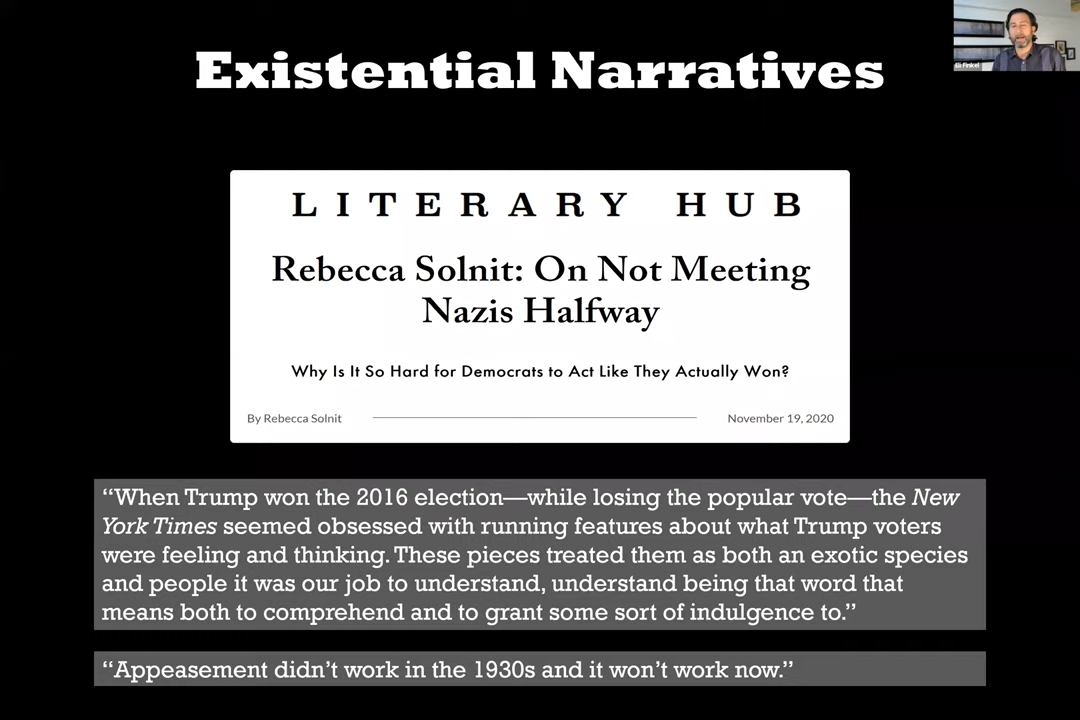 Existential Narratives
Eli Finkel
LITERARY HUB
Rebecca Solnit: On Not Meeting
Nazis Halfway
Why Is It So Hard for Democrats to Act Like They Actually Won?
By Rebecca Solnit
November 19, 2020
“When Trump won the 2016 election—while losing the popular vote—the New
York Times seemed obsessed with running features about what Trump voters
were feeling and thinking. These pieces treated them as both an exotic species
and people it was our job to understand, understand being that word that
means both to comprehend and to grant some sort of indulgence to.”
“Appeasement didn’t work in the 1930s and it won’t work now.”